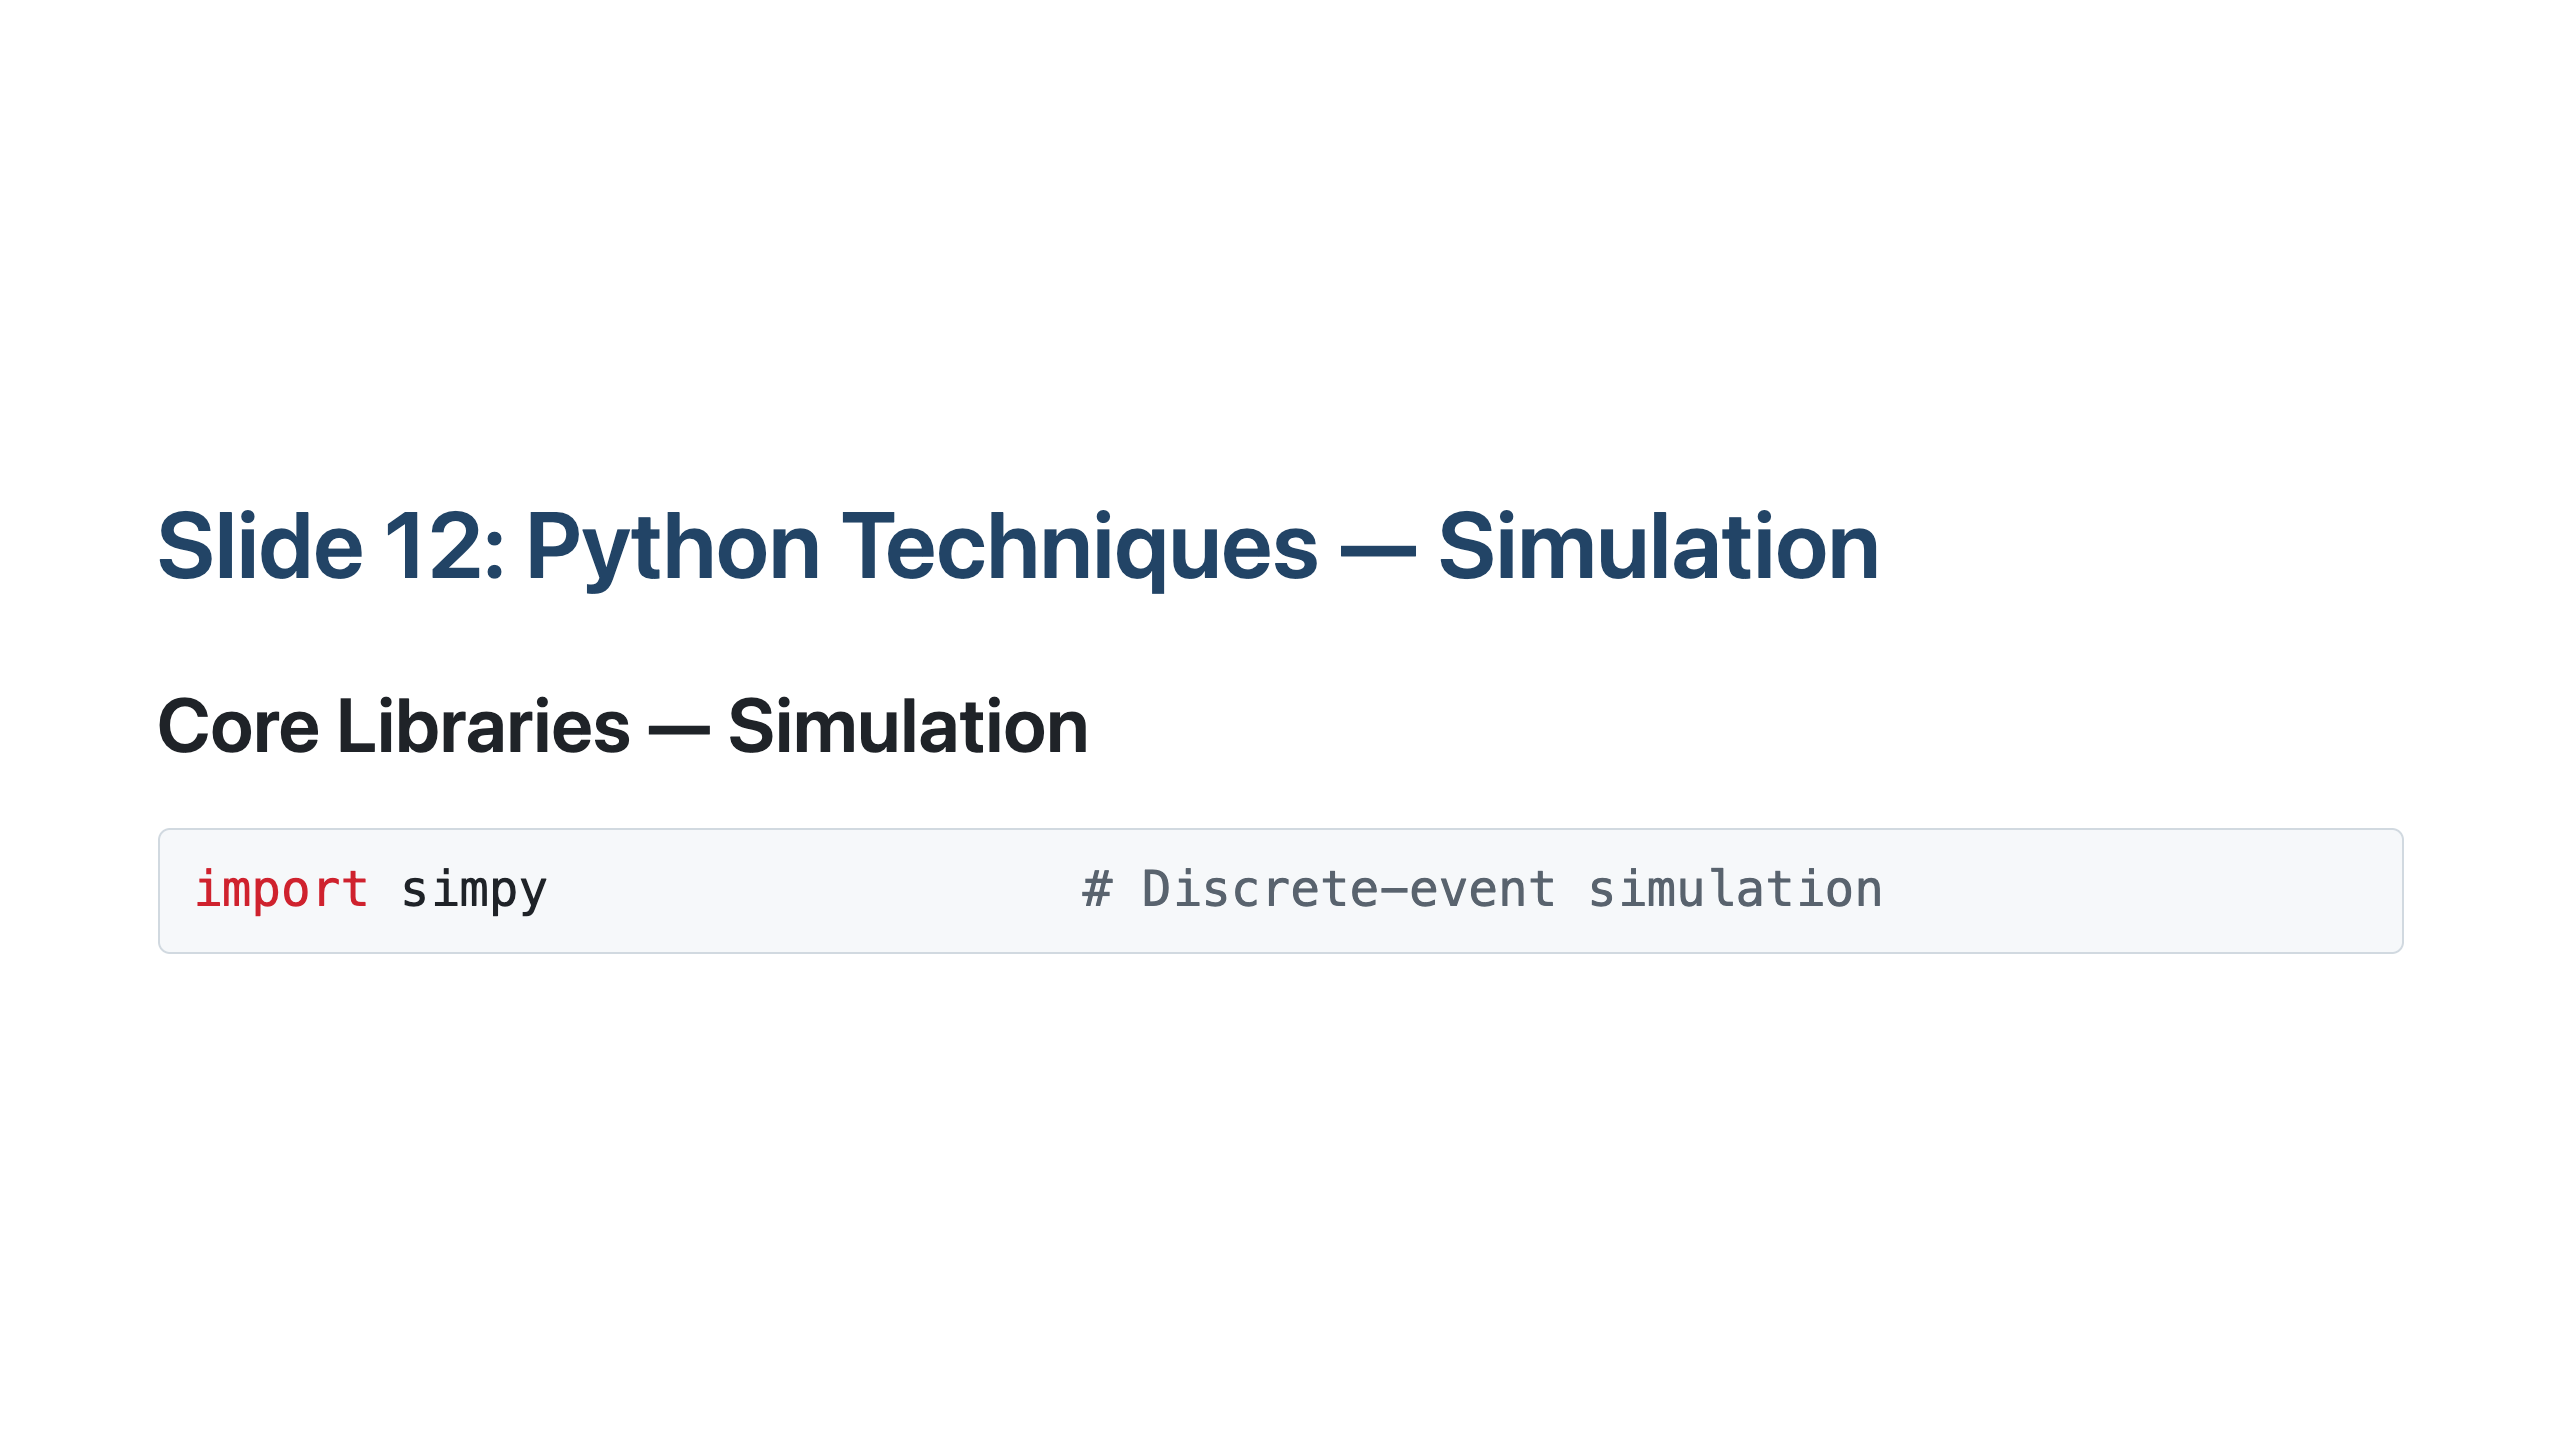 Slide 12: Python Techniques — Simulation
Core Libraries — Simulation
import simpy                  # Discrete-event simulation